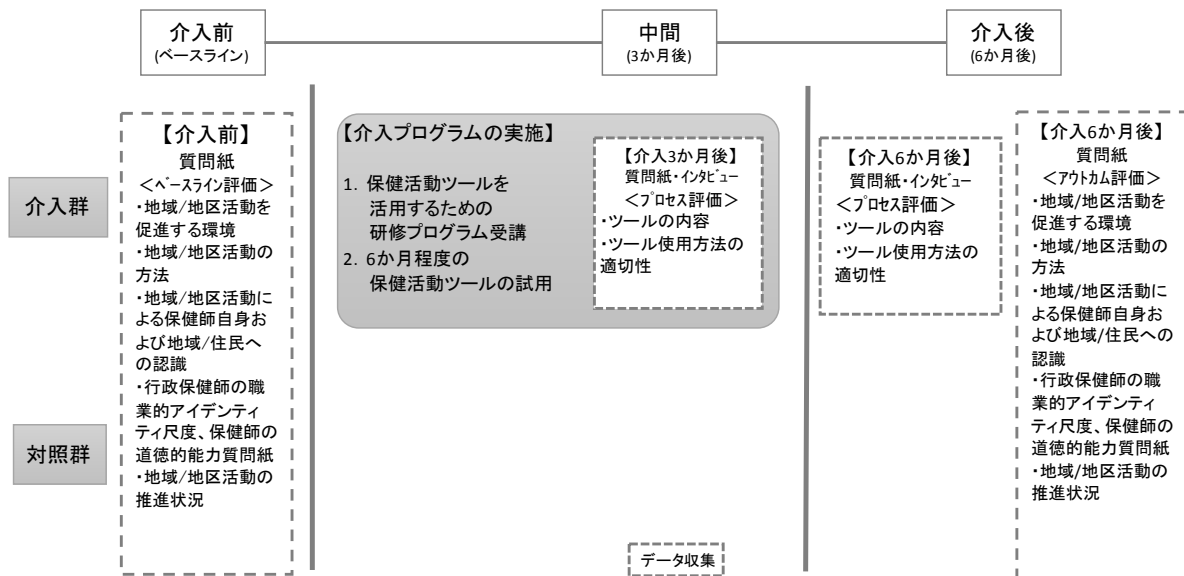 介入前
(ベースライン)
中間
(3か月後)
介入後
(6か月後)
介入群
対照群
【介入前】
質問紙
＜ベースライン評価＞
・地域/地区活動を
促進する環境
・地域/地区活動の
方法
・地域/地区活動に
よる保健師自身お
よび地域/住民へ
の認識
・行政保健師の職
業的アイデンティ
ティ尺度、保健師の
道徳的能力質問紙
・地域/地区活動の
推進状況
【介入プログラムの実施】
1. 保健活動ツールを
活用するための
研修プログラム受講
2. 6か月程度の
保健活動ツールの試用
【介入3か月後】
質問紙・インタビュー
＜プロセス評価＞
・ツールの内容
・ツール使用方法の
適切性
【介入6か月後】
質問紙・インタビュー
＜プロセス評価＞
・ツールの内容
・ツール使用方法の
適切性
【介入6か月後】
質問紙
＜アウトカム評価＞
・地域/地区活動を
促進する環境
・地域/地区活動の
方法
・地域/地区活動に
よる保健師自身お
よび地域/住民への
認識
・行政保健師の職
業的アイデンティ
ティ尺度、保健師の
道徳的能力質問紙
・地域/地区活動の
推進状況
データ収集